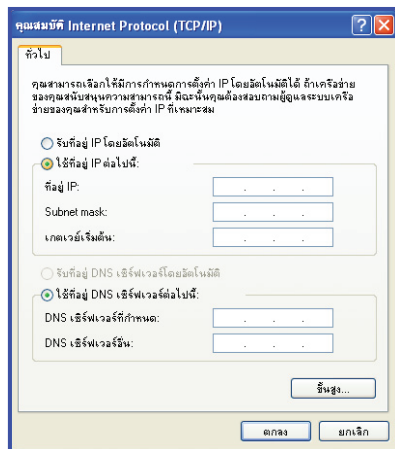 คุณสมบัติ Internet Protocol (TCP/IP)
ทั่วไป
คุณสามารถเลือกให้มีการกำหนดการตั้งค่า IP โดยอัตโนมัติได้ ถ้าเครือข่าย
ของคุณสนับสนุนความสามารถนี้ มิฉะนั้นคุณต้องสอบถามผู้ดูแลระบบเครือ
ข่ายของคุณสำหรับการตั้งค่า IP ที่เหมาะสม
รับที่อยู่ IP โดยอัตโนมัติ
ใช้ที่อยู่ IP ต่อไปนี้:
ที่อยู่ IP:
Subnet mask:
เกตเวย์เริ่มต้น:
รับที่อยู่ DNS เซิร์ฟเวอร์โดยอัตโนมัติ
ใช้ที่อยู่ DNS เซิร์ฟเวอร์ต่อไปนี้:
DNS เซิร์ฟเวอร์ที่กำหนด:
DNS เซิร์ฟเวอร์อื่น:
ขั้นสูง...
ตกลง
ยกเลิก